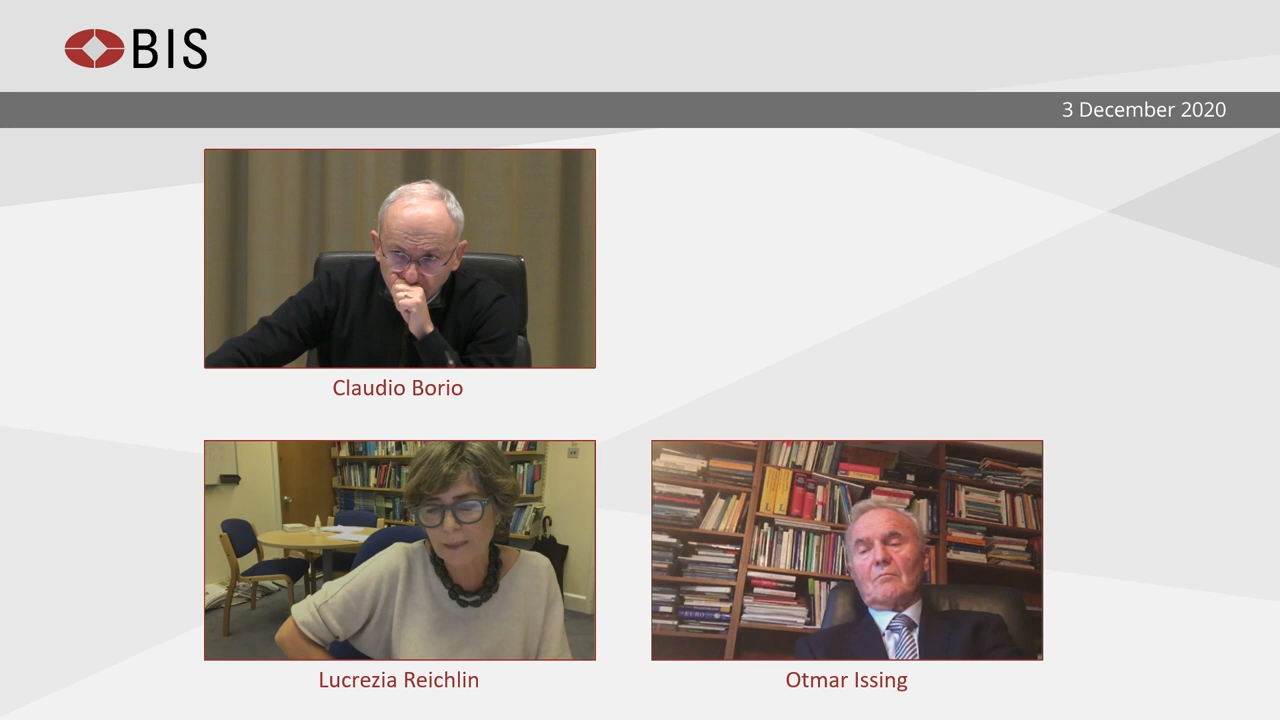 BIS
3 December 2020
Claudio Borio
Lucrezia Reichlin
Otmar Issing